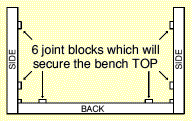 6 joint blocks which will
secure the bench TOP
SIDE
SIDE
BACK